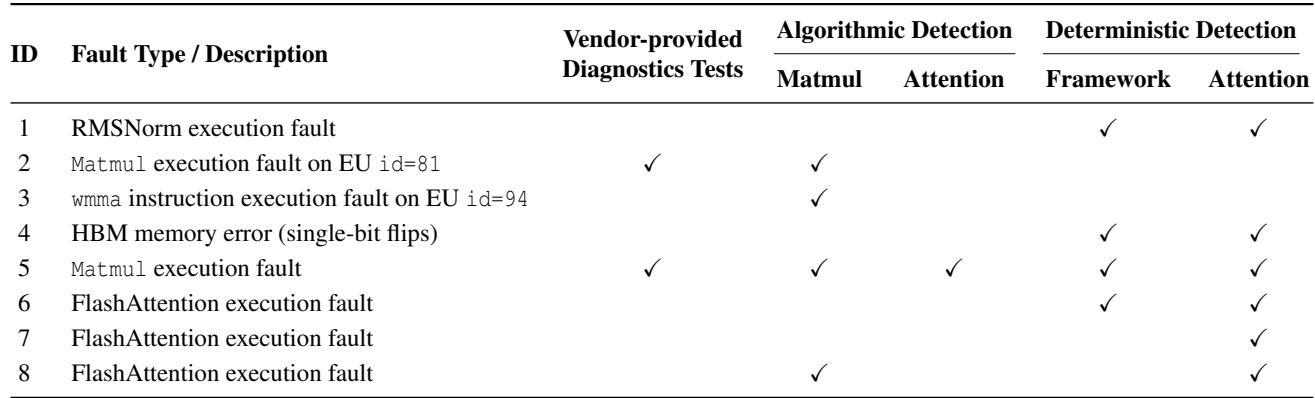 ID Fault Type / Description Vendor-provided Diagnostics Tests Algorithmic Detection Deterministic Detection
Matmul Attention Framework Attention
1 RMSNorm execution fault ✓ ✓
2 Matmul execution fault on EU id=81 ✓ ✓
3 wmma instruction execution fault on EU id=94 ✓
4 HBM memory error (single-bit flips) ✓ ✓
5 Matmul execution fault ✓ ✓ ✓ ✓ ✓
6 FlashAttention execution fault ✓ ✓
7 FlashAttention execution fault ✓
8 FlashAttention execution fault ✓ ✓